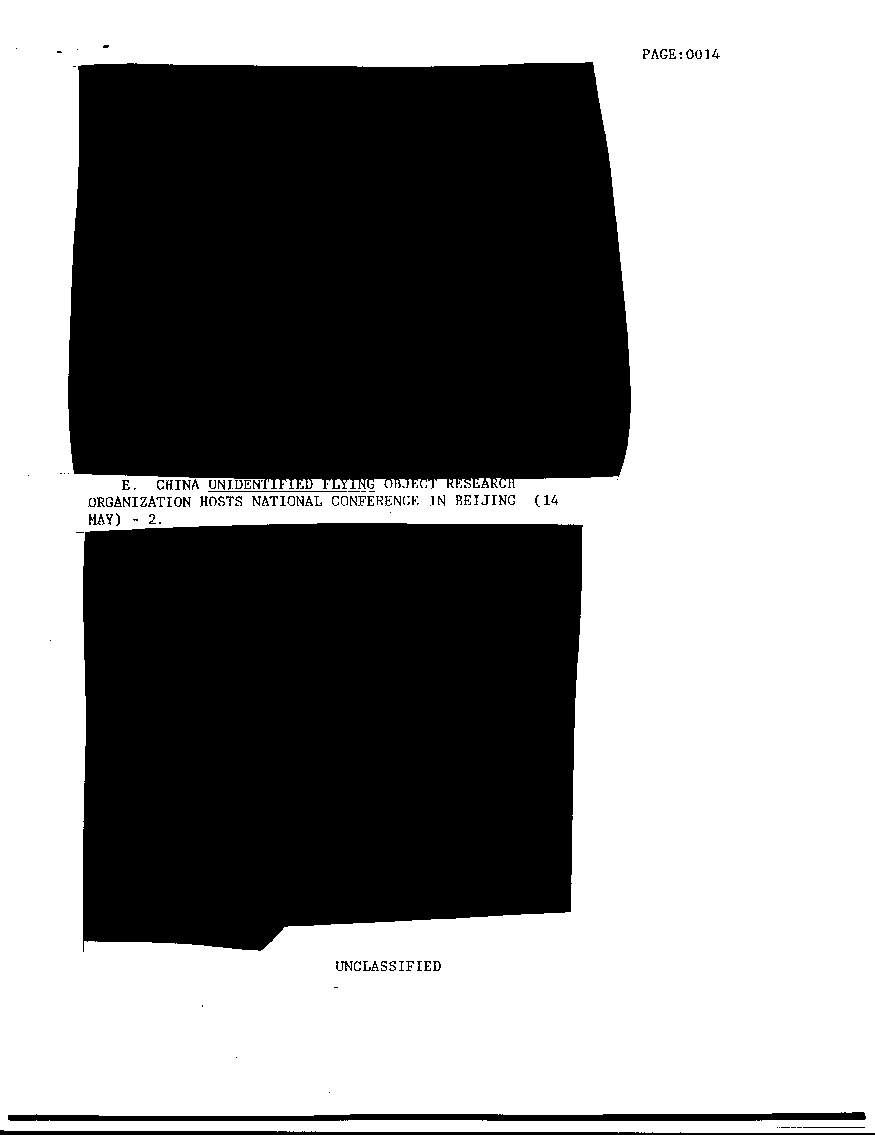 PAGE:0014
E. CHINA UNIDENTIFIED FLYING OBJECT RESEARCH
ORGANIZATION HOSTS NATIONAL CONFERENCE IN BEIJING (14
MAY) - 2.
UNCLASSIFIED